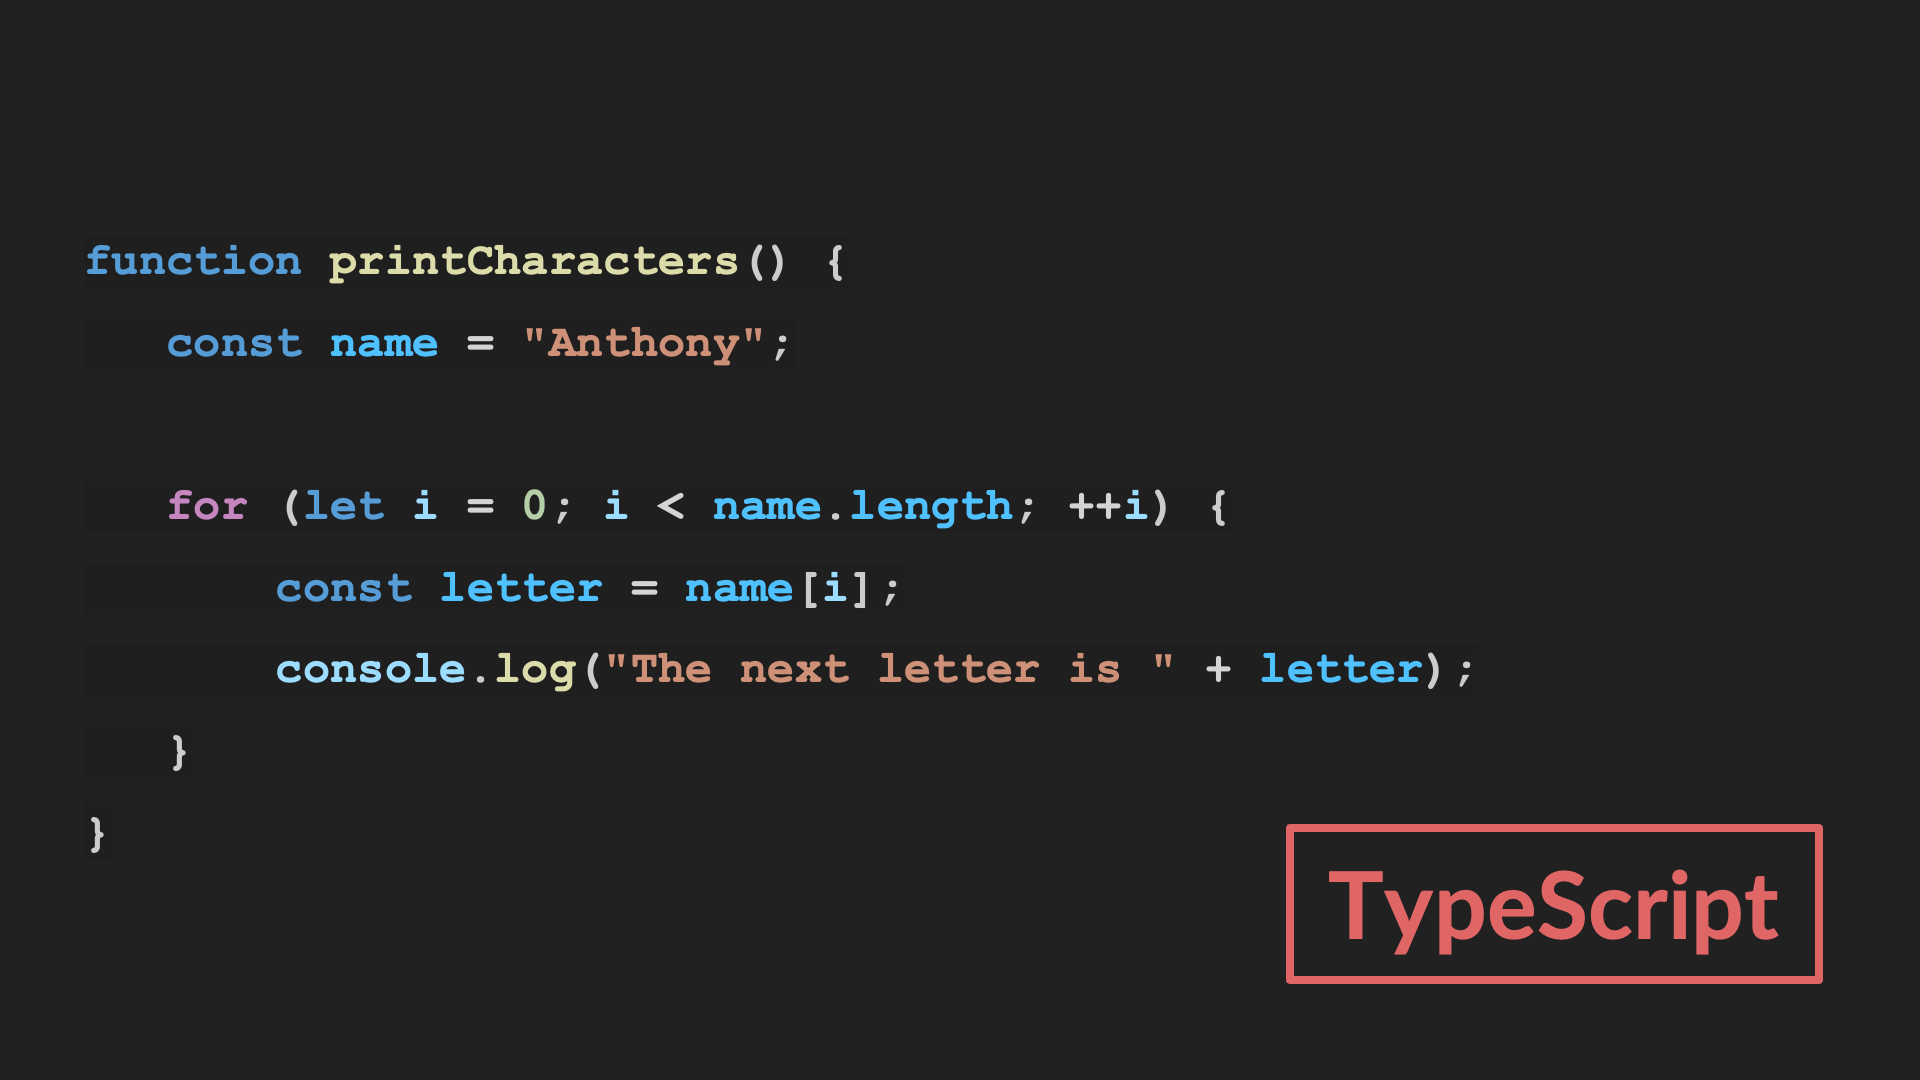 function printCharacters() {
   const name = "Anthony";

   for (let i = 0; i < name.length; ++i) {
       const letter = name[i];
       console.log("The next letter is " + letter);
   }
}
TypeScript